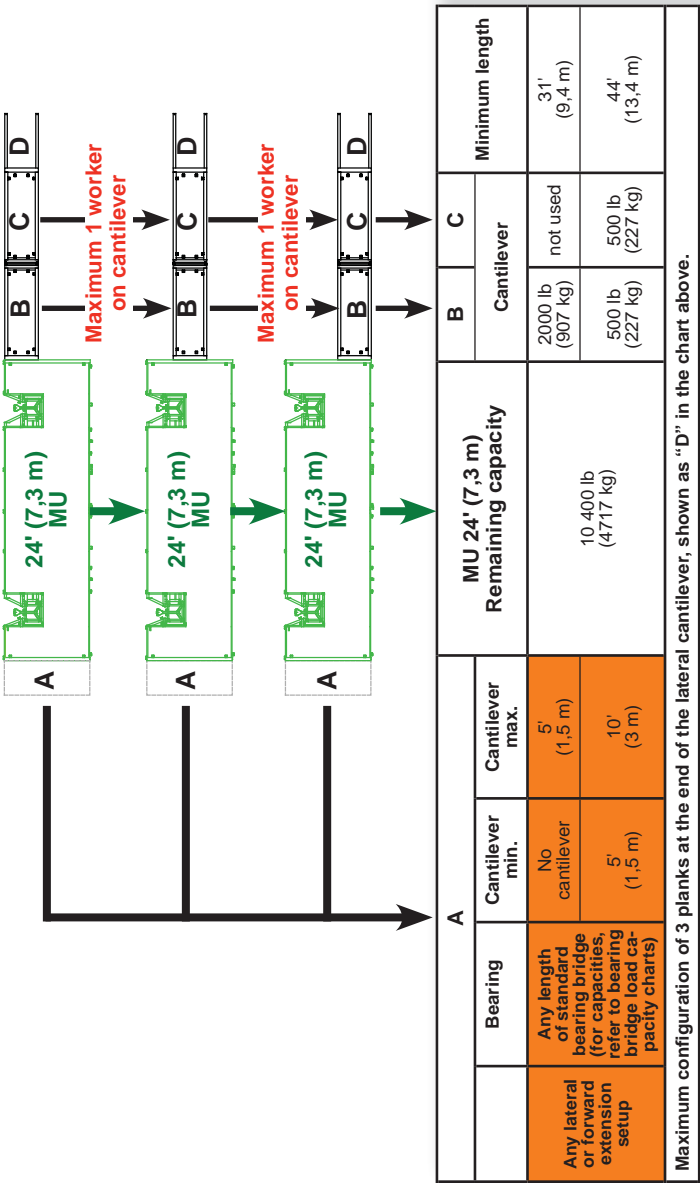 A
24' (7,3 m)
MU
B
C
D
Maximum 1 worker
on cantilever
A
24' (7,3 m)
MU
B
C
D
Maximum 1 worker
on cantilever
A
24' (7,3 m)
MU
B
C
D
A
MU 24' (7,3 m)
Remaining capacity
B
C
Minimum length
Bearing
Cantilever
min.
Cantilever
max.
Cantilever
Any lateral
or forward
extension
setup
Any length
of standard
bearing bridge
(for capacities,
refer to bearing
bridge load ca-
pacity charts)
No
cantilever
5'
(1,5 m)
10 400 lb
(4717 kg)
2000 lb
(907 kg)
not used
31'
(9,4 m)
5'
(1,5 m)
10'
(3 m)
500 lb
(227 kg)
500 lb
(227 kg)
44'
(13,4 m)
Maximum configuration of 3 planks at the end of the lateral cantilever, shown as “D” in the chart above.